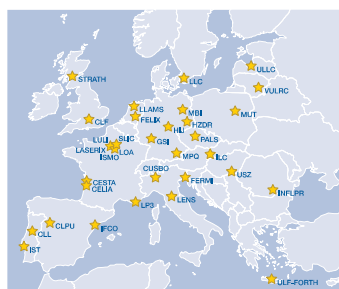 STRATH
LLC
ULLC
VULRC
LLAMS
FELIX
MBI
MUT
CLF
HZDR
HIJ
LULI
SLIC
PALS
LASERIX
LOA
GSI
ISMO
MPQ
ILC
CUSBO
FERMI
USZ
CESTA
CELIA
INFLPR
LP3
LENS
CLPU
IFCO
CLL
IST
ULF-FORTH